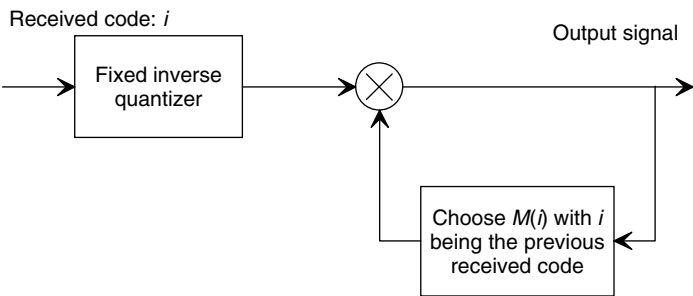 Received code: i
Output signal
Fixed inverse
quantizer
Choose M(i) with i
being the previous
received code